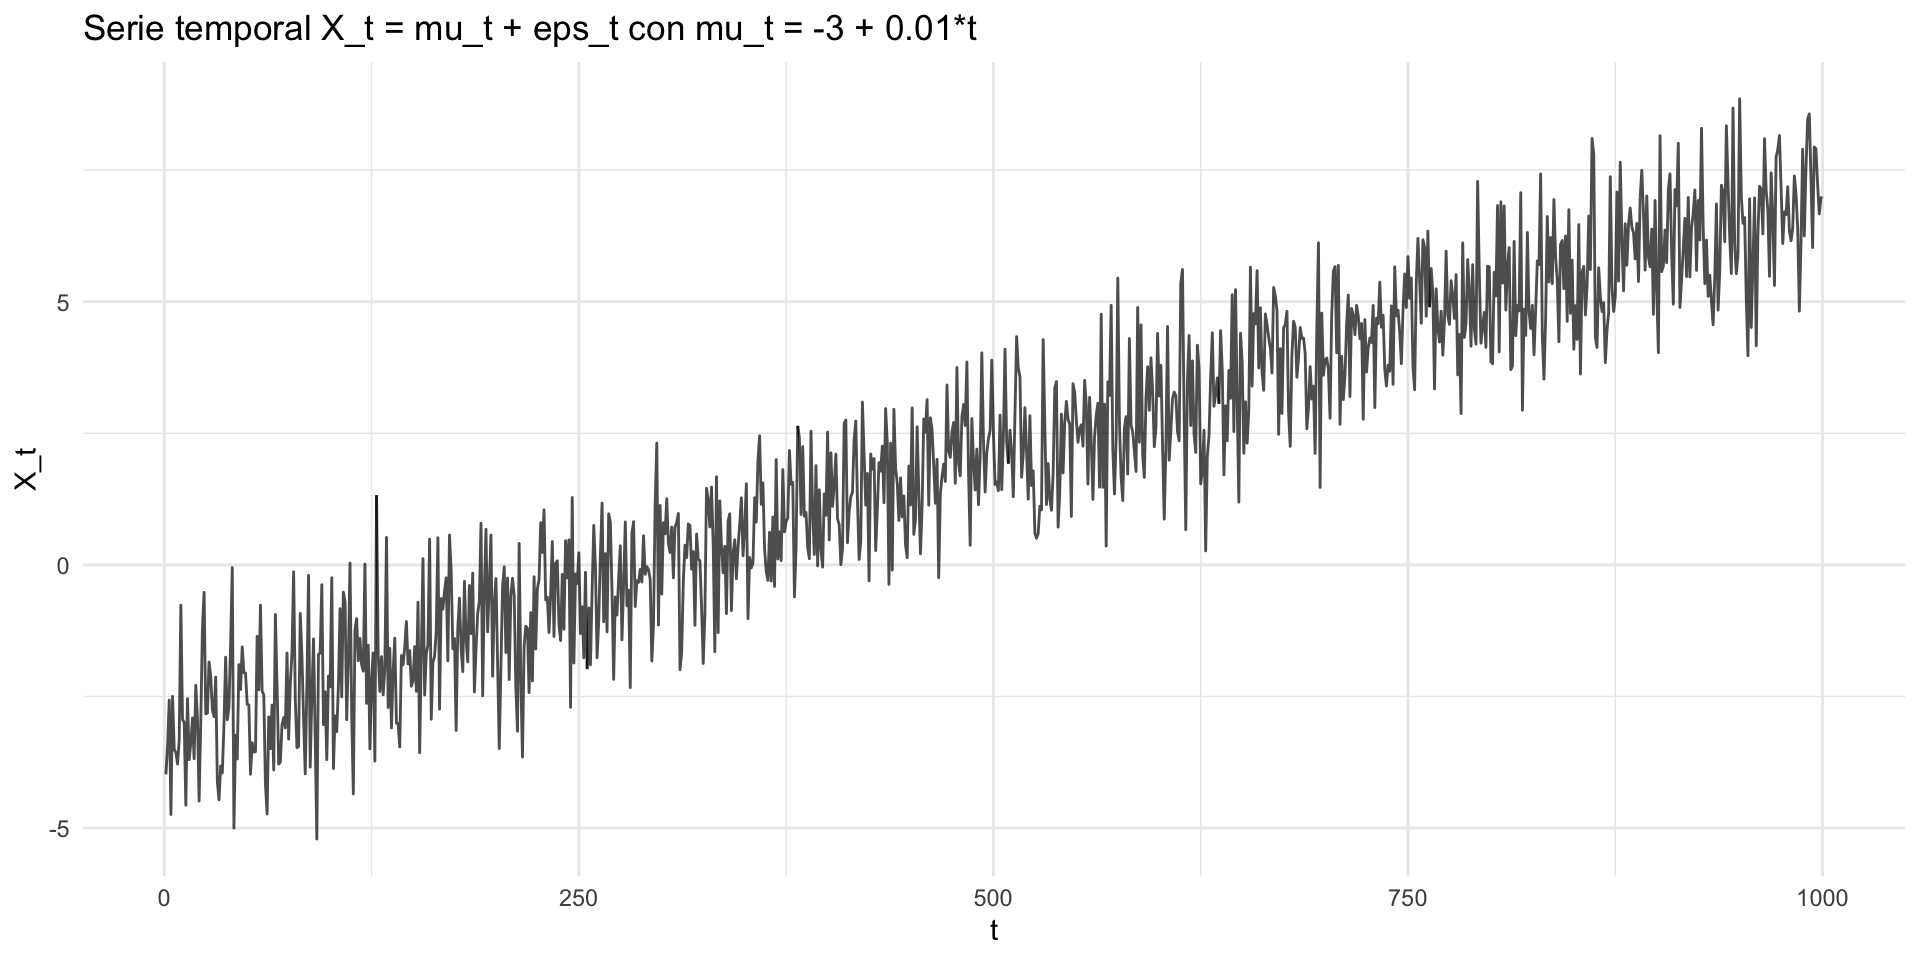 Serie temporal X_t = mu_t + eps_t con mu_t = -3 + 0.01*t
X_t
5
0
-5
0 250 500 750 1000
t